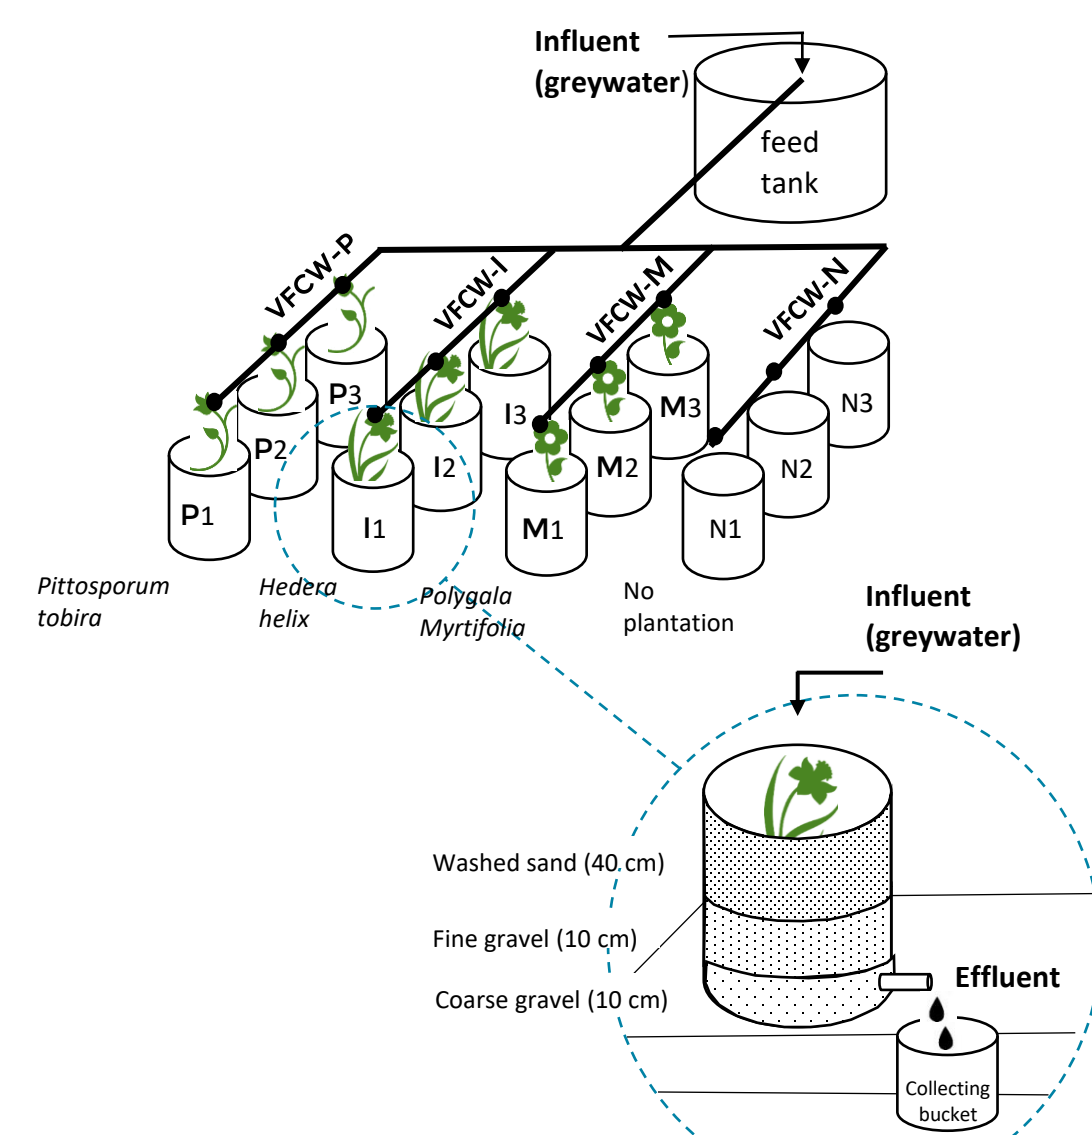 Influent
(greywater)
feed
tank
VFCW-P
VFCW-I
VFCW-M
VFCW-N
P3
I3
M3
N3
P2
I2
M2
N2
P1
I1
M1
N1
Pittosporum
tobira
Hedera
helix
Polygala
Myrtifolia
No
plantation
Influent
(greywater)
Washed sand (40 cm)
Fine gravel (10 cm)
Coarse gravel (10 cm)
Effluent
Collecting
bucket